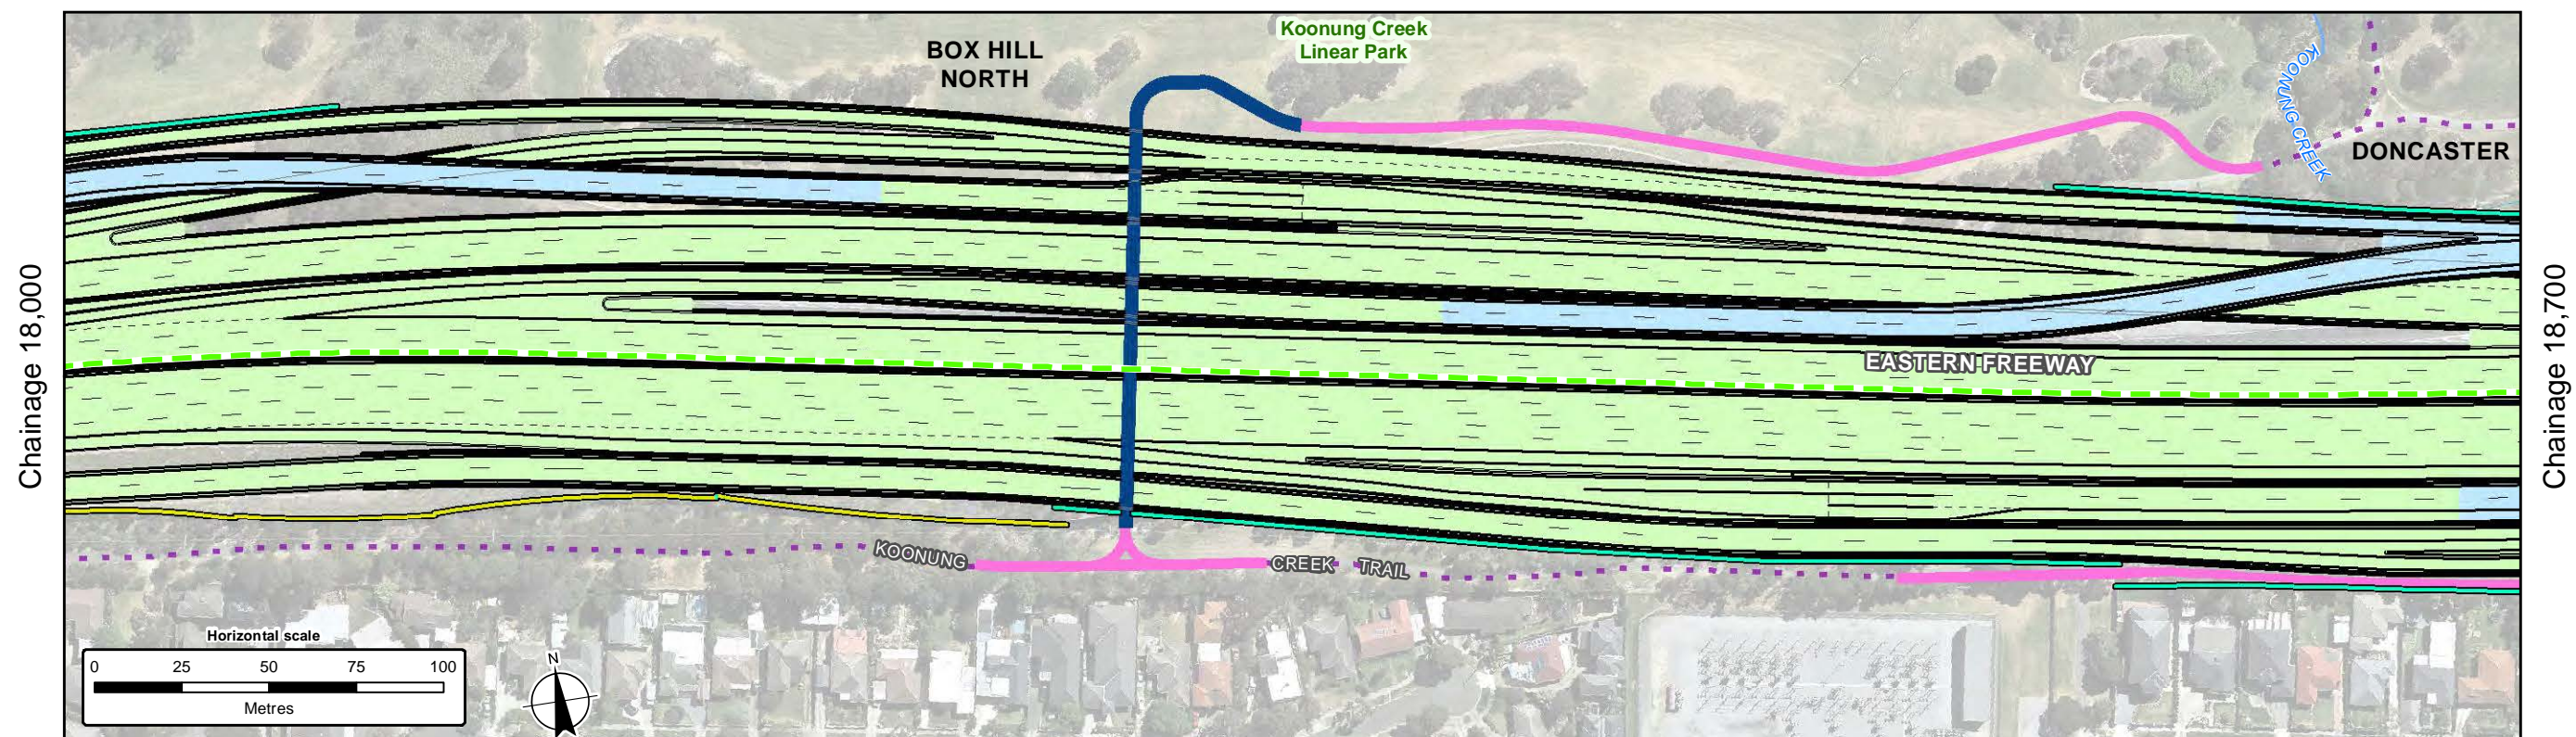 Koonung Creek
Linear Park
BOX HILL
NORTH
KOONUNG CREEK
DONCASTER
Chainage 18,000
Chainage 18,700
EASTERN FREEWAY
KOONUNG CREEK TRAIL
Horizontal scale
0 25 50 75 100
Metres
N